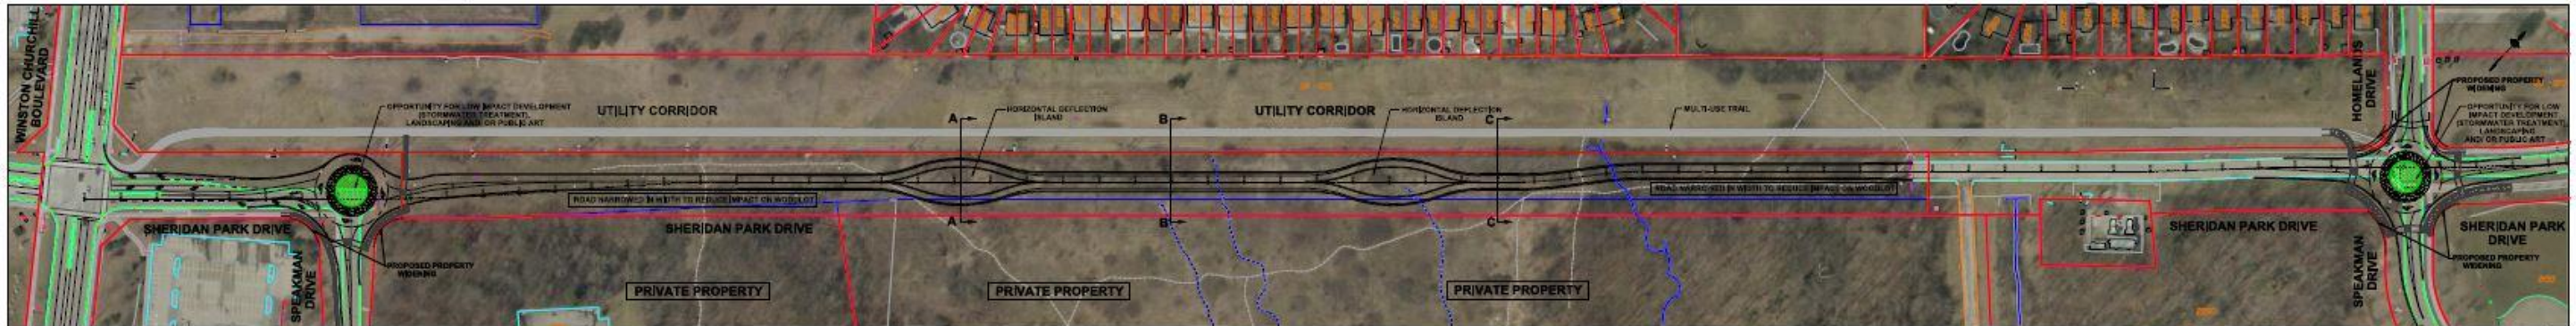 WINSTON CHURCHILL
BOULEVARD
OPPORTUNITY FOR LOW IMPACT DEVELOPMENT
(STORMWATER TREATMENT),
LANDSCAPING AND/OR PUBLIC ART
UTILITY CORRIDOR
HORIZONTAL DEFLECTION
ISLAND
A
B
UTILITY CORRIDOR
HORIZONTAL DEFLECTION
ISLAND
C
MULTI-USE TRAIL
HOMELANDS
DRIVE
PROPOSED PROPERTY
WIDENING
OPPORTUNITY FOR LOW
IMPACT DEVELOPMENT
(STORMWATER TREATMENT),
LANDSCAPING
AND/OR PUBLIC ART
ROAD NARROWED IN WIDTH TO REDUCE IMPACT ON WOODLOT
ROAD NARROWED IN WIDTH TO REDUCE IMPACT ON WOODLOT
A
B
C
SHERIDAN PARK DRIVE
SHERIDAN PARK DRIVE
SHERIDAN PARK DRIVE
SHERIDAN PARK
DRIVE
PROPOSED PROPERTY
WIDENING
SPEAKMAN
DRIVE
PRIVATE PROPERTY
PRIVATE PROPERTY
PRIVATE PROPERTY
SPEAKMAN
DRIVE
PROPOSED PROPERTY
WIDENING